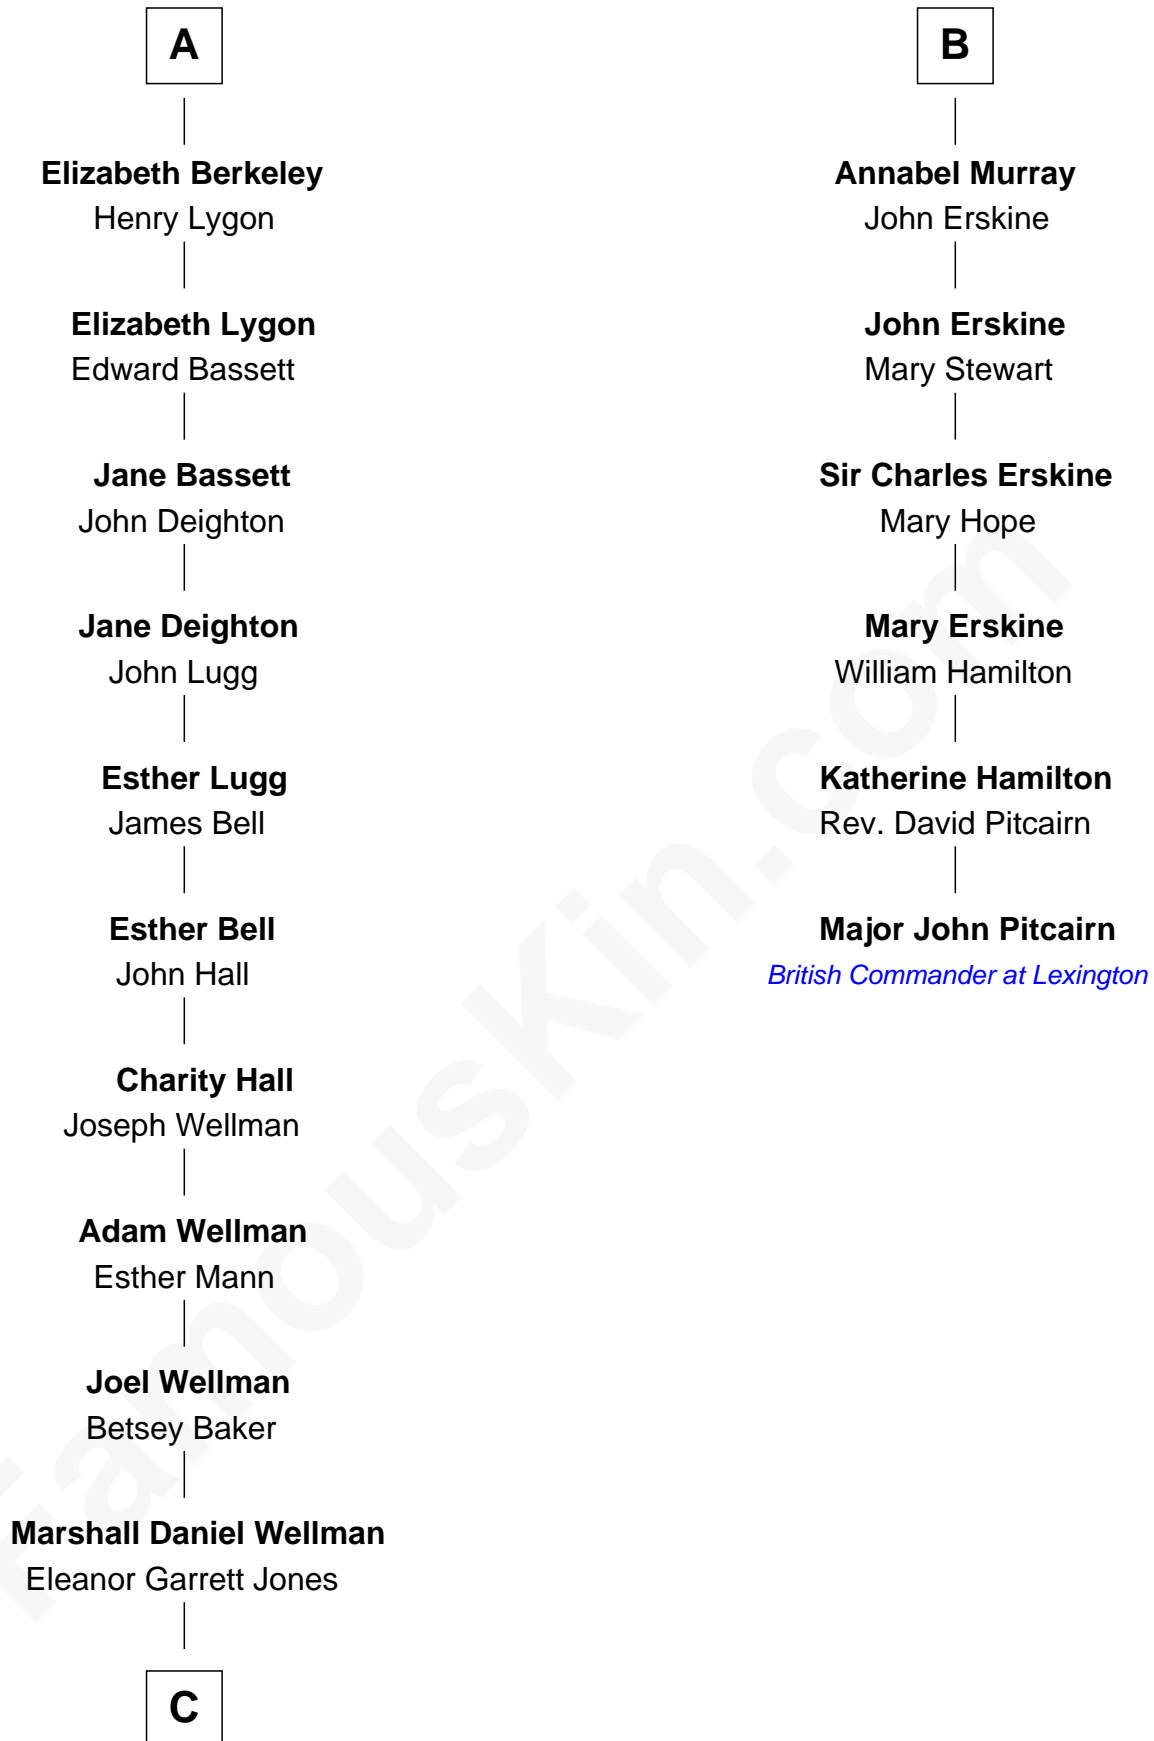 A
Elizabeth Berkeley
Henry Lygon
Elizabeth Lygon
Edward Bassett
Jane Bassett
John Deighton
Jane Deighton
John Lugg
Esther Lugg
James Bell
Esther Bell
John Hall
Charity Hall
Joseph Wellman
Adam Wellman
Esther Mann
Joel Wellman
Betsey Baker
Marshall Daniel Wellman
Eleanor Garrett Jones
C
B
Annabel Murray
John Erskine
John Erskine
Mary Stewart
Sir Charles Erskine
Mary Hope
Mary Erskine
William Hamilton
Katherine Hamilton
Rev. David Pitcairn
Major John Pitcairn
British Commander at Lexington
FamousKin.com